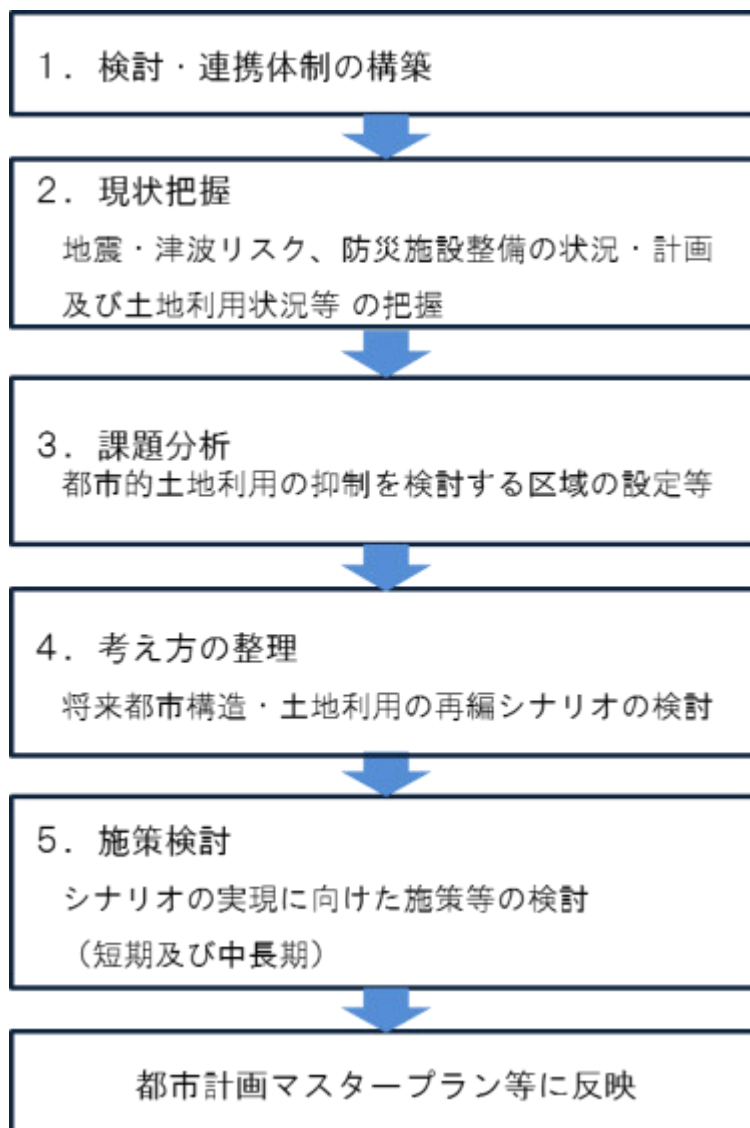 １．検討・連携体制の構築
２．現状把握
地震・津波リスク、防災施設整備の状況・計画
及び土地利用状況等 の把握
３．課題分析
都市的土地利用の抑制を検討する区域の設定等
４．考え方の整理
将来都市構造・土地利用の再編シナリオの検討
５．施策検討
シナリオの実現に向けた施策等の検討
（短期及び中長期）
都市計画マスタープラン等に反映